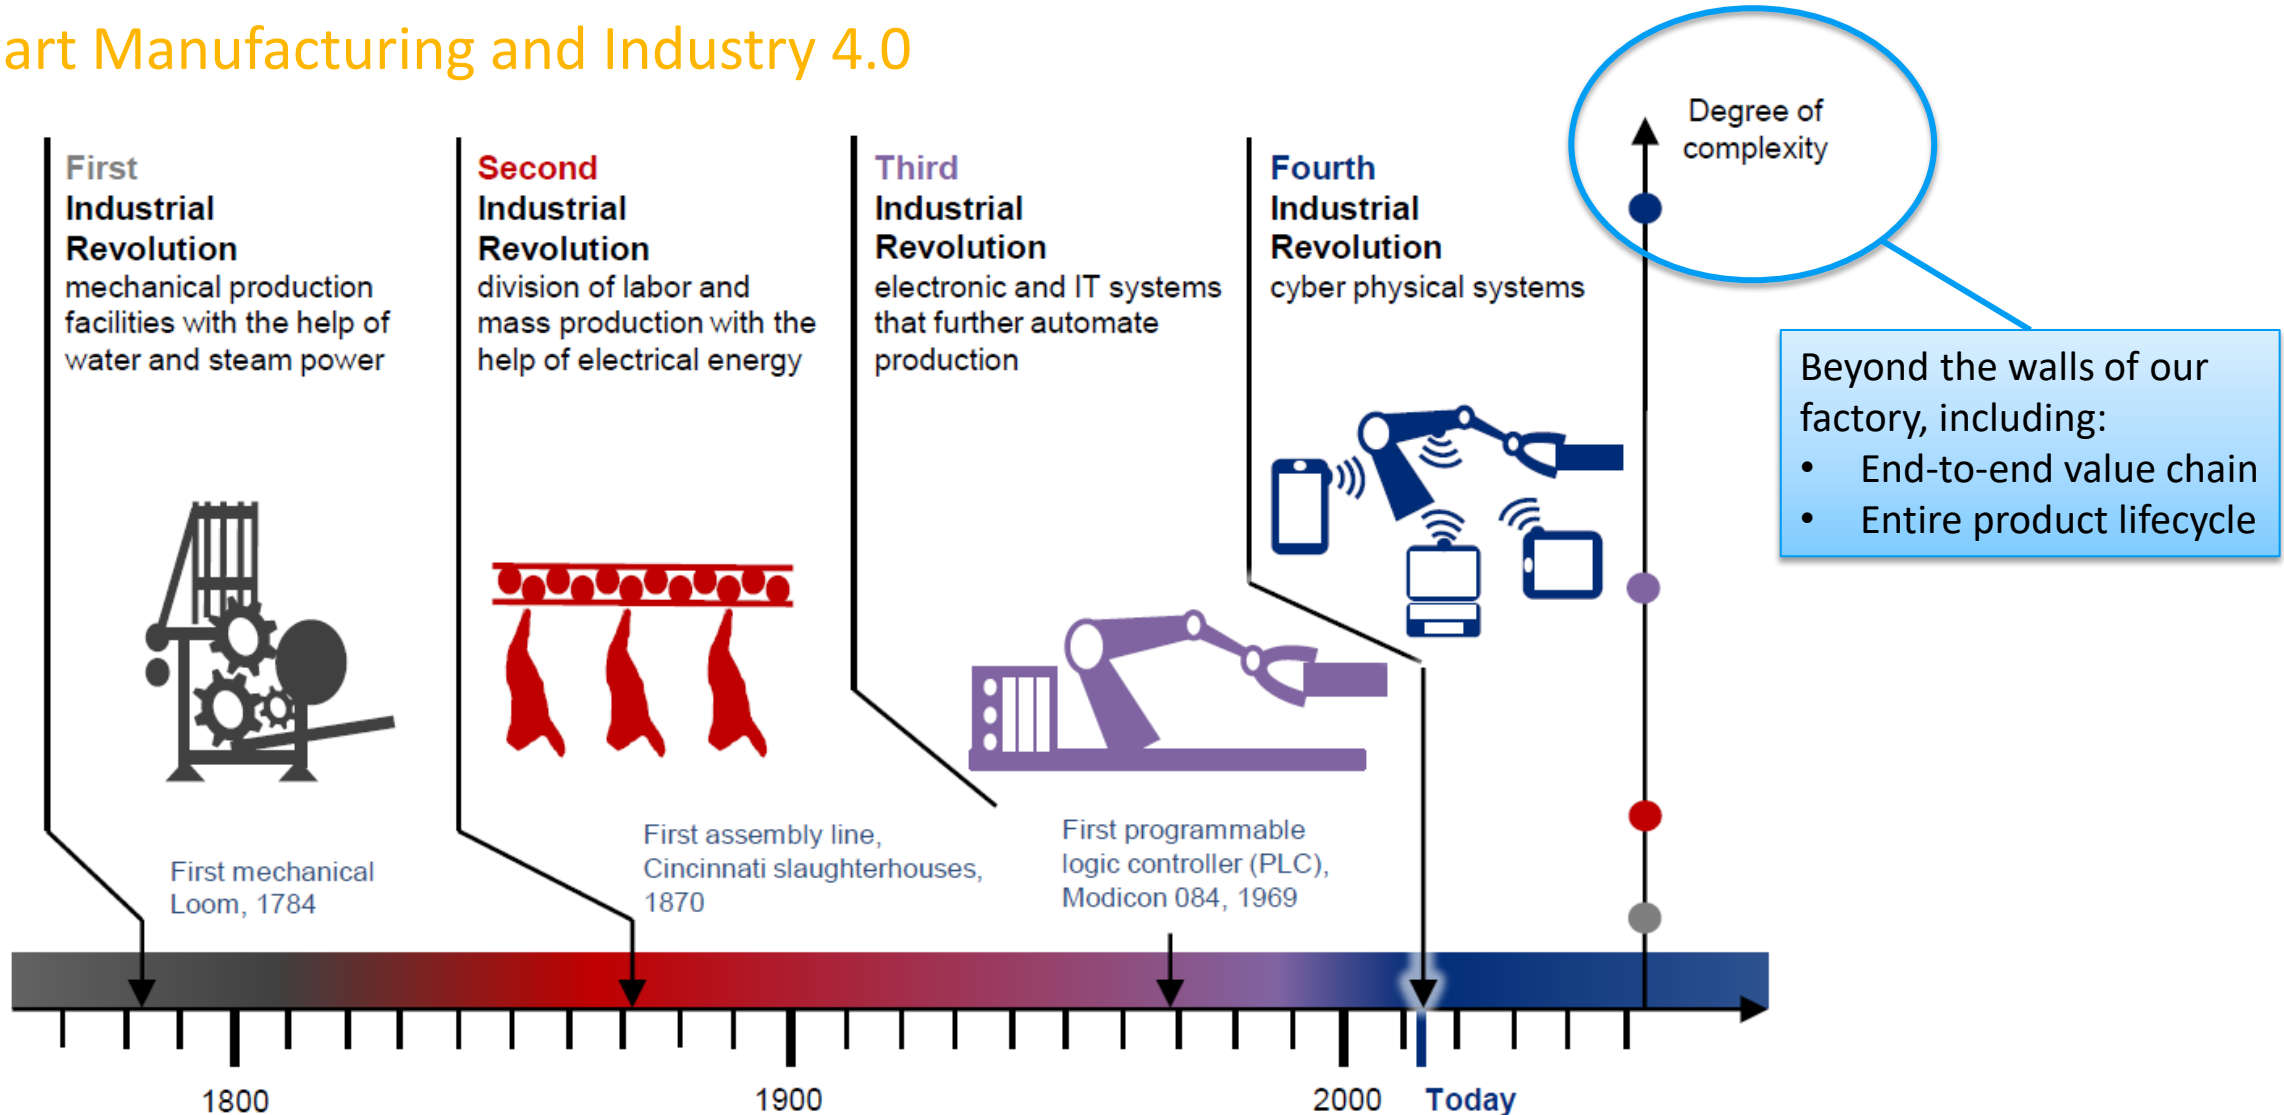 art Manufacturing and Industry 4.0
First
Industrial
Revolution
mechanical production
facilities with the help of
water and steam power
Second
Industrial
Revolution
division of labor and
mass production with the
help of electrical energy
Third
Industrial
Revolution
electronic and IT systems
that further automate
production
Fourth
Industrial
Revolution
cyber physical systems
Degree of
complexity
Beyond the walls of our
factory, including:
• End-to-end value chain
• Entire product lifecycle
First mechanical
Loom, 1784
First assembly line,
Cincinnati slaughterhouses,
1870
First programmable
logic controller (PLC),
Modicon 084, 1969
1800
1900
2000
Today